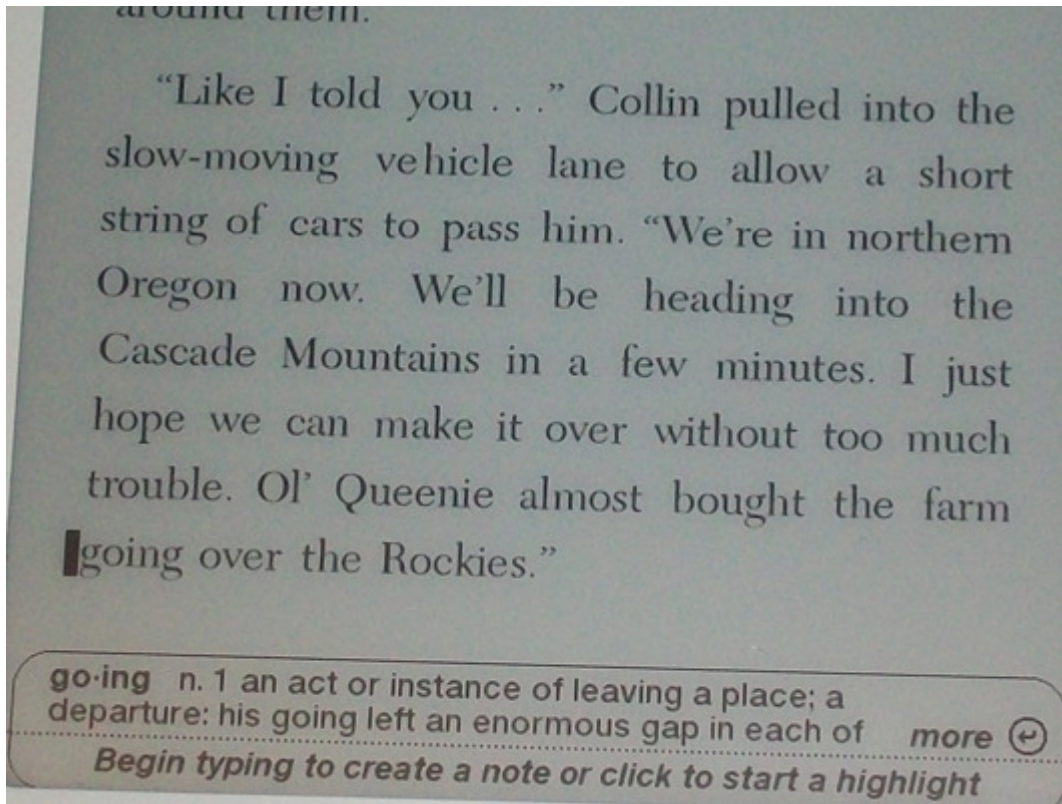 around them.
“Like I told you . . .” Collin pulled into the
slow-moving vehicle lane to allow a short
string of cars to pass him. “We’re in northern
Oregon now. We’ll be heading into the
Cascade Mountains in a few minutes. I just
hope we can make it over without too much
trouble. Ol’ Queenie almost bought the farm
going over the Rockies.”
go·ing n. 1 an act or instance of leaving a place; a
departure: his going left an enormous gap in each of more
Begin typing to create a note or click to start a highlight